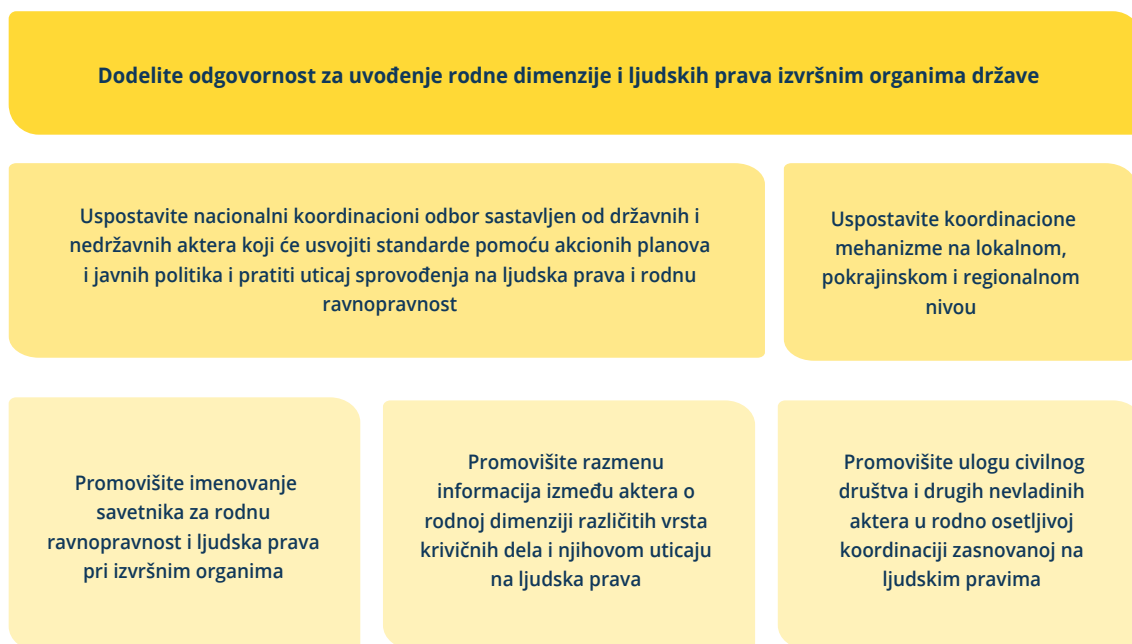 Dodelite odgovornost za uvođenje rodne dimenzije i ljudskih prava izvršnim organima države
Uspostavite nacionalni koordinacioni odbor sastavljen od državnih i
nedržavnih aktera koji će usvojiti standarde pomoću akcionih planova
i javnih politika i pratiti uticaj sprovođenja na ljudska prava i rodnu
ravnopravnost
Uspostavite koordinacione
mehanizme na lokalnom,
pokrajinskom i regionalnom
nivou
Promovišite imenovanje
savetnika za rodnu
ravnopravnost i ljudska prava
pri izvršnim organima
Promovišite razmenu
informacija između aktera o
rodnoj dimenziji različitih vrsta
krivičnih dela i njihovom uticaju
na ljudska prava
Promovišite ulogu civilnog
društva i drugih nevladinih
aktera u rodno osetljivoj
koordinaciji zasnovanoj na
ljudskim pravima